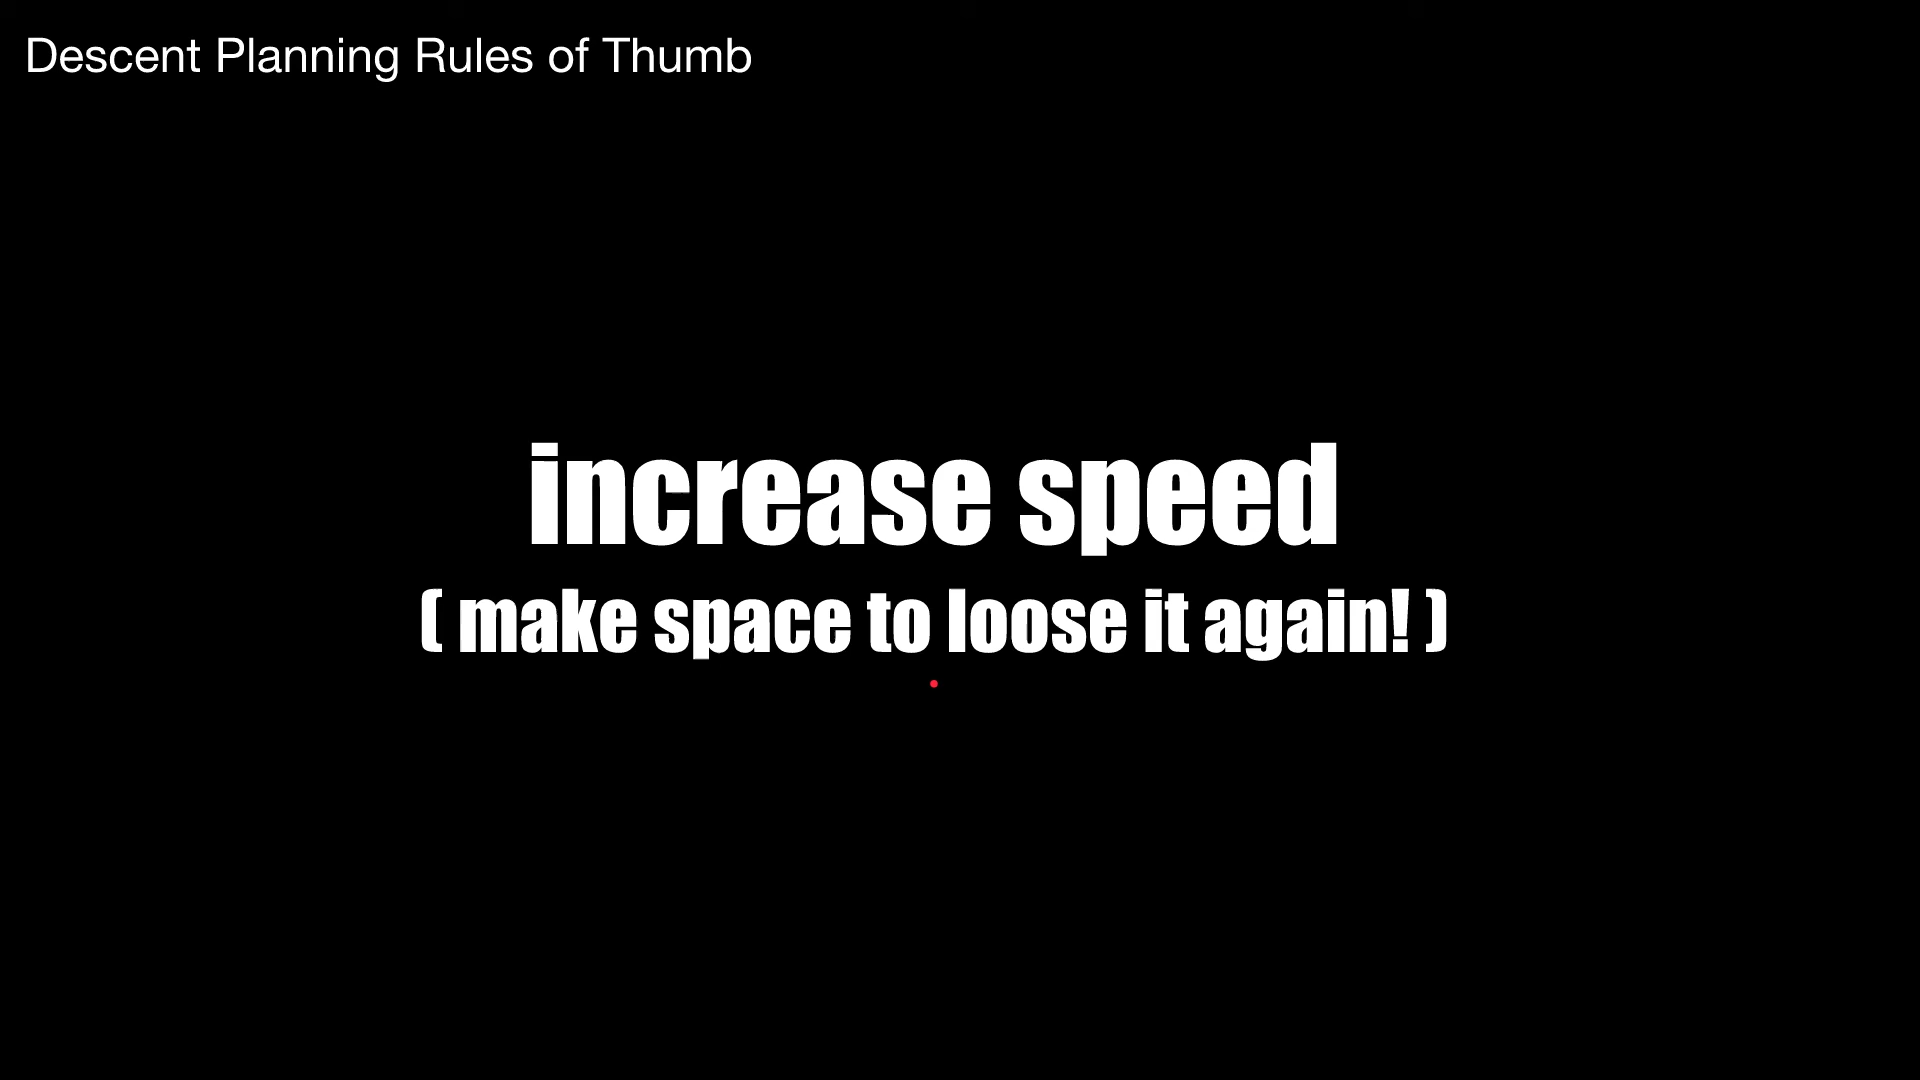 Descent Planning Rules of Thumb
increase speed
( make space to loose it again! )